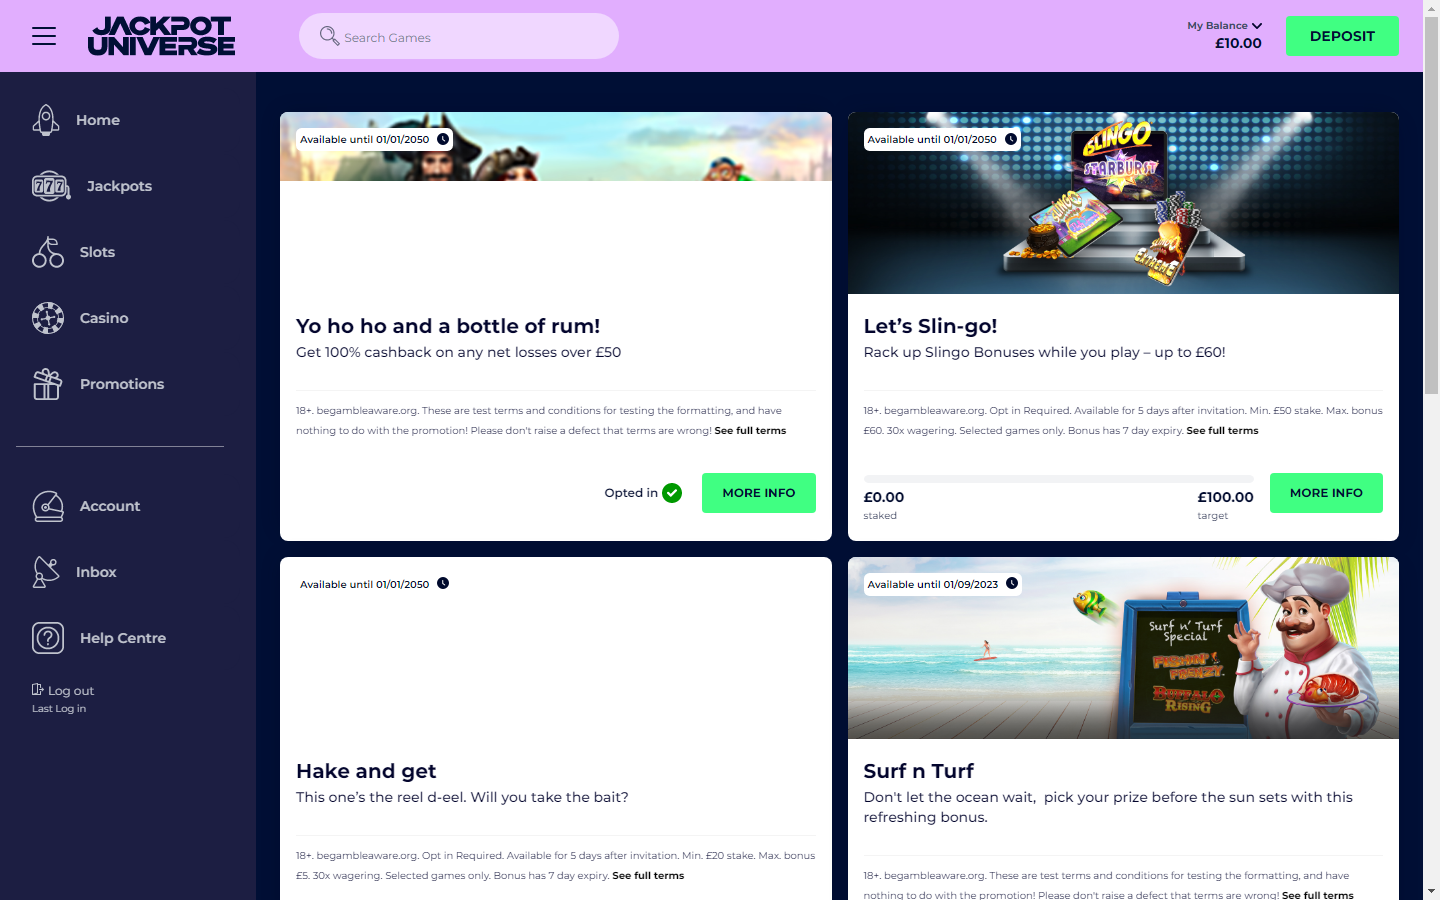 JACKPOT
UNIVERSE
Search Games
My Balance
£10.00
DEPOSIT
Home
Jackpots
Slots
Casino
Promotions
Account
Inbox
Help Centre
Log out
Last Log in
Available until 01/01/2050
Yo ho ho and a bottle of rum!
Get 100% cashback on any net losses over £50
18+. begambleaware.org. These are test terms and conditions for testing the formatting, and have
nothing to do with the promotion! Please don't raise a defect that terms are wrong! See full terms
Opted in
MORE INFO
Available until 01/01/2050
SLINGO
STARBURST
SLINGO
SLINGO
EXTREME
Let's Slin-go!
Rack up Slingo Bonuses while you play – up to £60!
18+. begambleaware.org. Opt in Required. Available for 5 days after invitation. Min. £50 stake. Max. bonus
£60. 30x wagering. Selected games only. Bonus has 7 day expiry. See full terms
£0.00
staked
£100.00
target
MORE INFO
Available until 01/01/2050
Hake and get
This one's the reel d-eel. Will you take the bait?
18+. begambleaware.org. Opt in Required. Available for 5 days after invitation. Min. £20 stake. Max. bonus
£5. 30x wagering. Selected games only. Bonus has 7 day expiry. See full terms
Available until 01/09/2023
Surf n' Turf
Special
FISHIN'
FRENZY
BUFFALO
RISING
Surf n Turf
Don't let the ocean wait,  pick your prize before the sun sets with this
refreshing bonus.
18+. begambleaware.org. These are test terms and conditions for testing the formatting, and have
nothing to do with the promotion! Please don't raise a defect that terms are wrong! See full terms